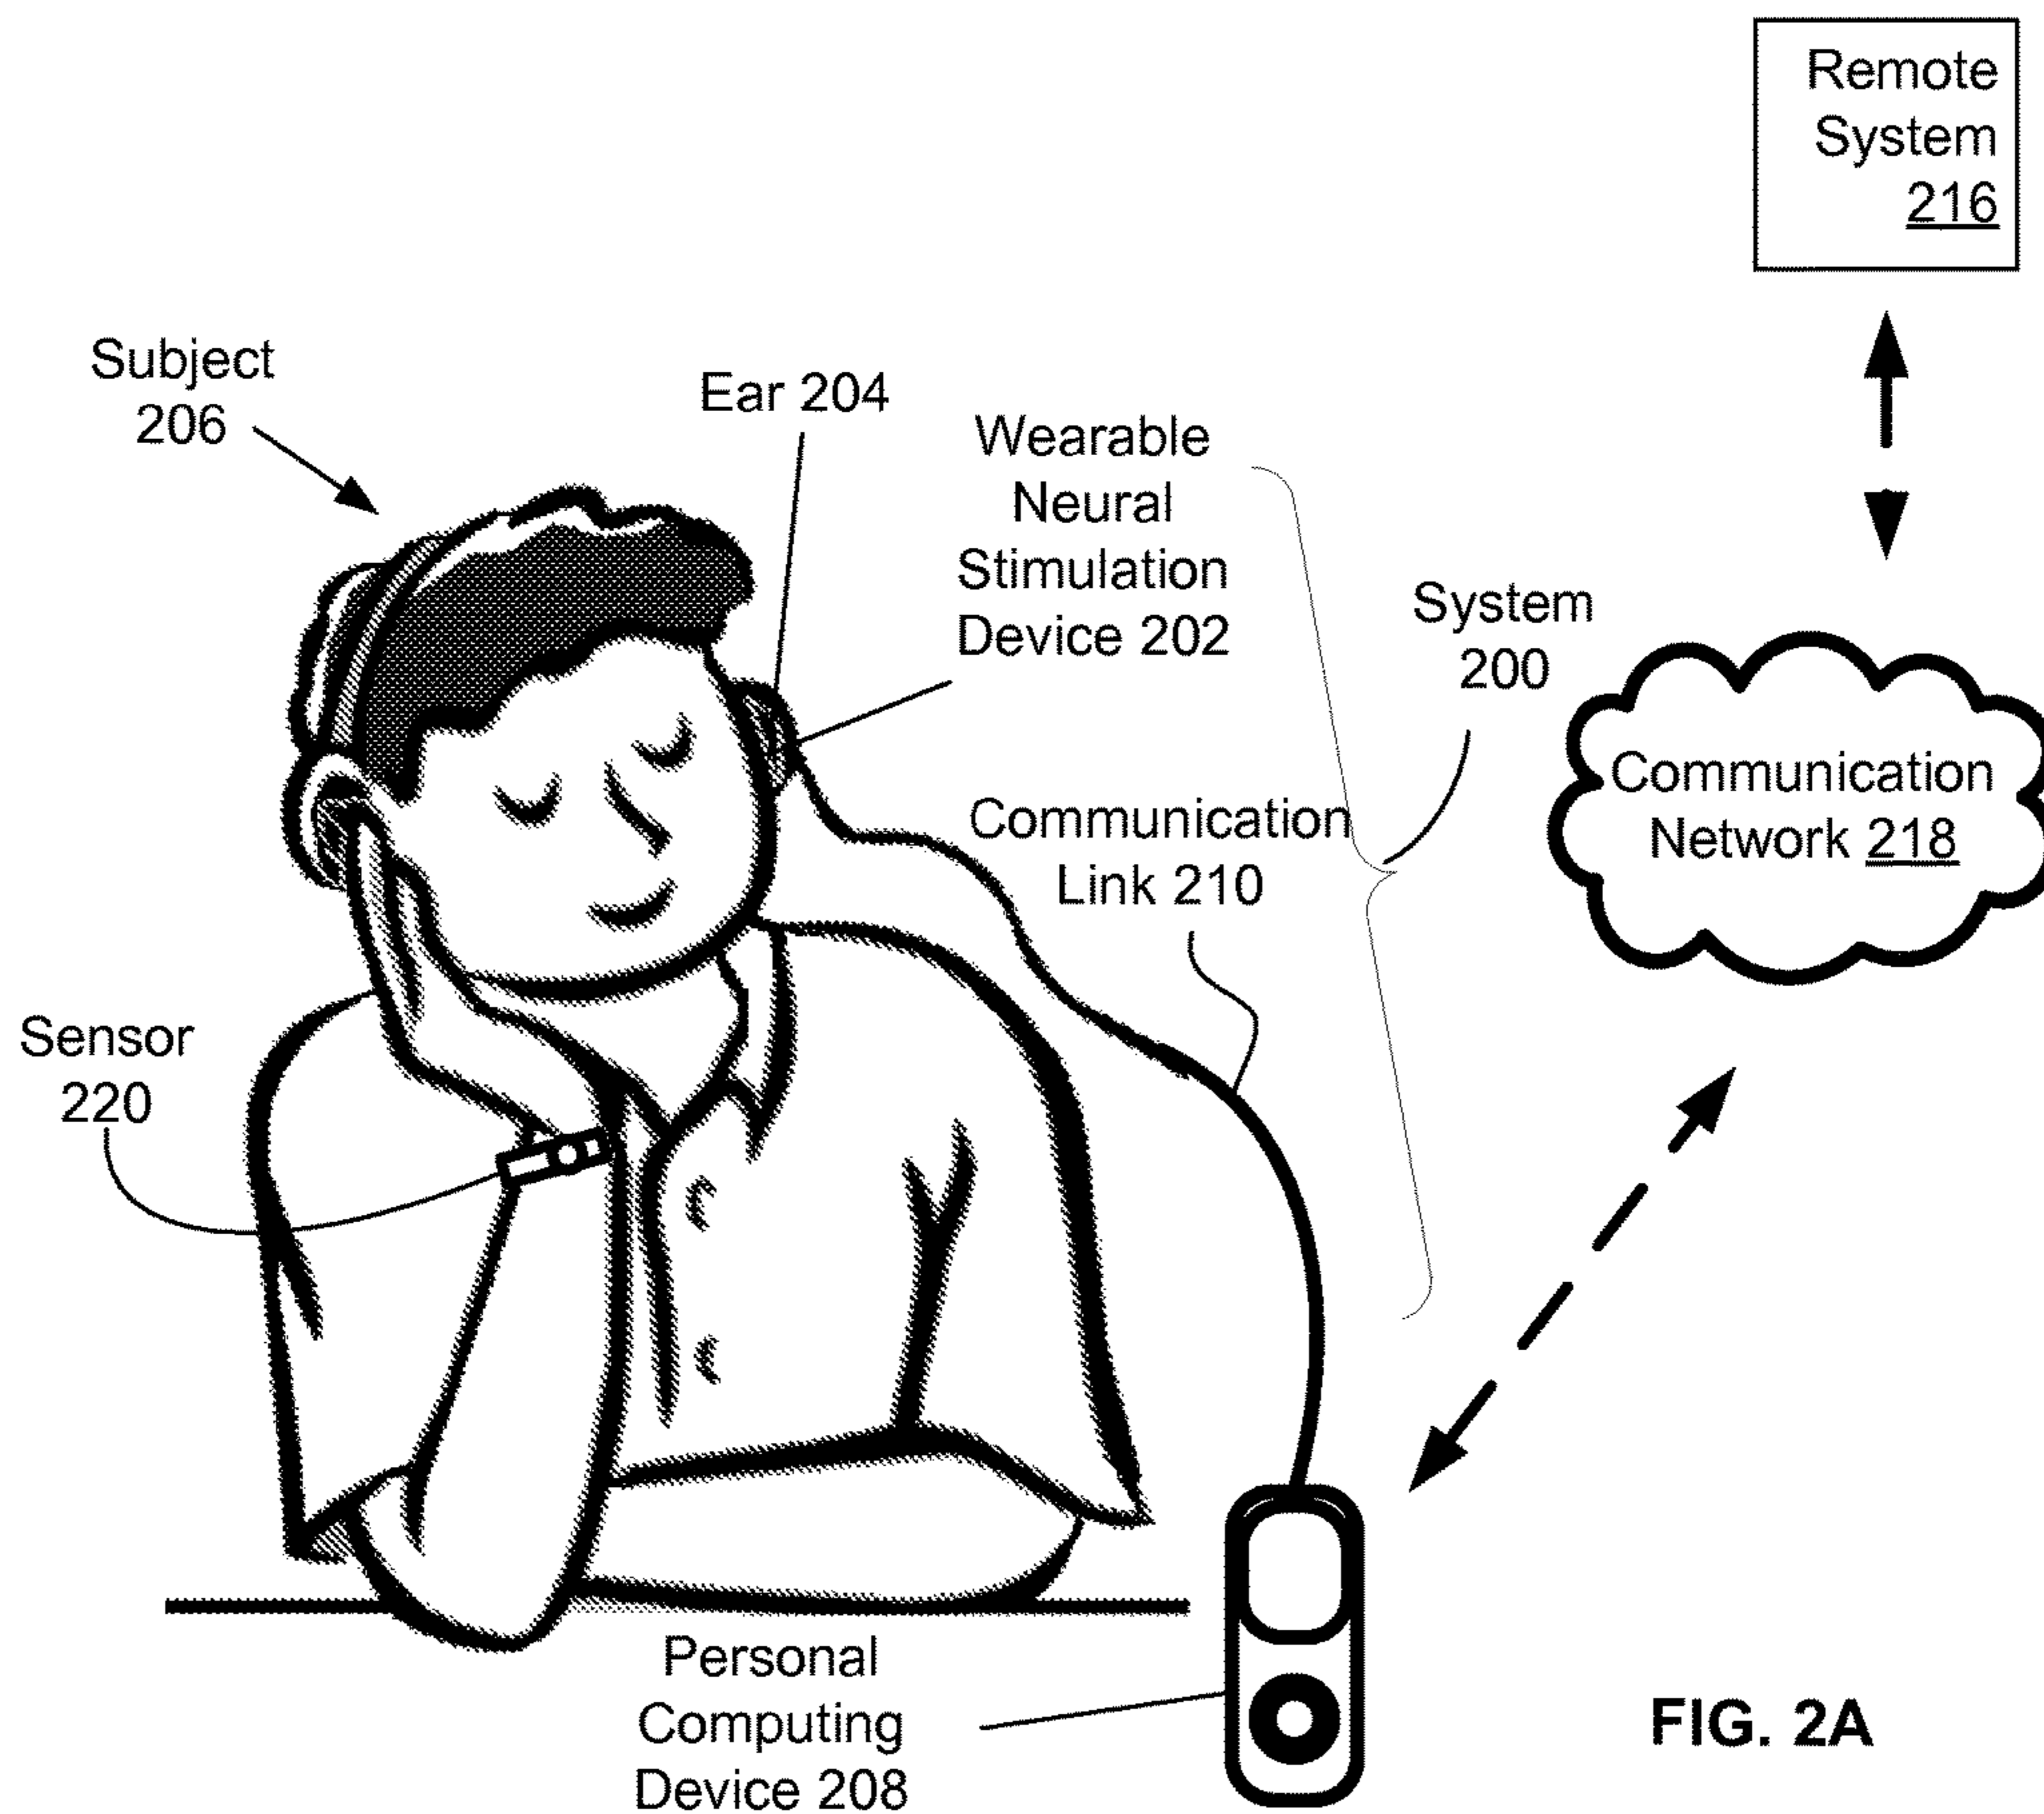 Remote
System
216
Subject
206
Ear 204
Wearable
Neural
Stimulation
Device 202
System
200
Communication
Network 218
Communication
Link 210
Sensor
220
Personal
Computing
Device 208
FIG. 2A